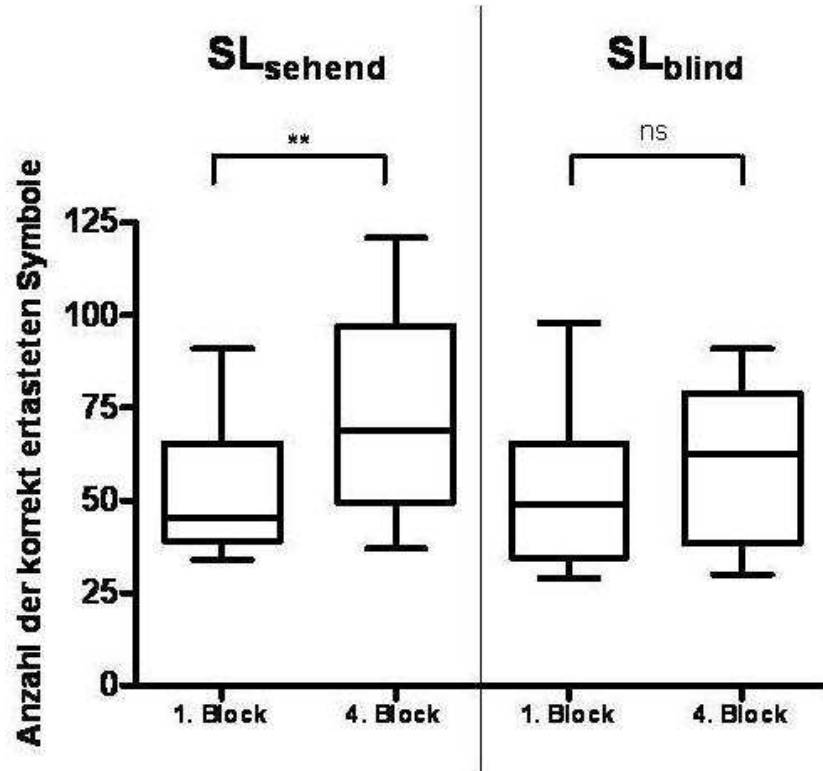 SLsehend
SLblind
**
ns
Anzahl der korrekt ertasteten Symbole
125
100
75
50
25
0
1. Block
4. Block
1. Block
4. Block